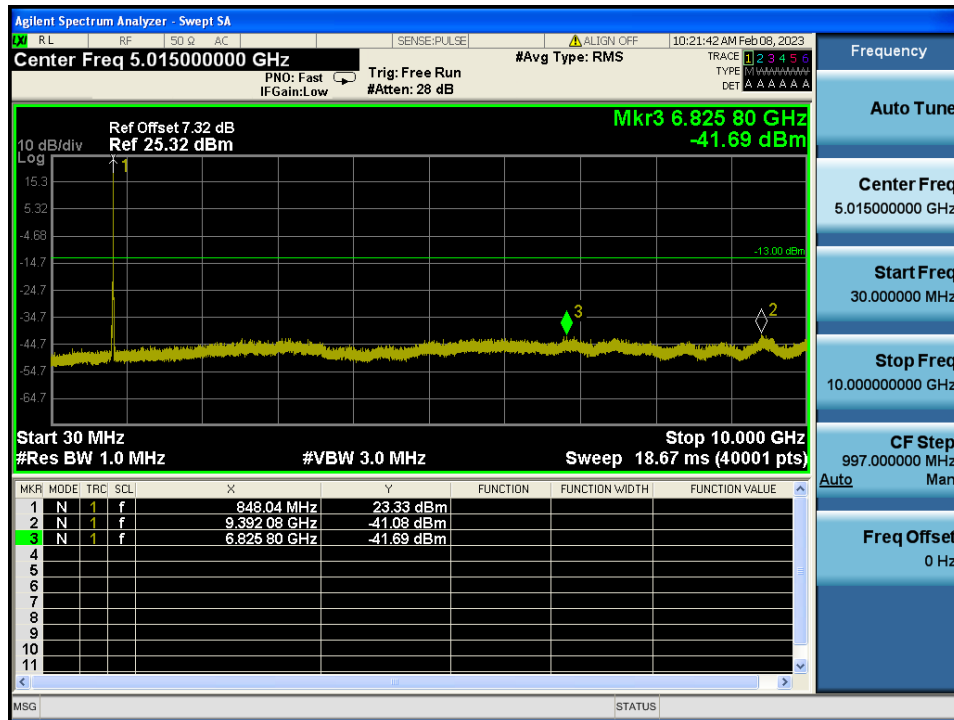 Agilent Spectrum Analyzer - Swept SA
LXI RL RF 50 Ω AC SENSE:PULSE ALIGN OFF 10:21:42 AM Feb 08, 2023
Center Freq 5.015000000 GHz
#Avg Type: RMS
TRACE 1 2 3 4 5 6
PNO: Fast
Trig: Free Run
TYPE M WWWWW
IFGain:Low
#Atten: 28 dB
DET A A A A A A
Mkr3 6.825 80 GHz
-41.69 dBm
Ref Offset 7.32 dB
10 dB/div Ref 25.32 dBm
Log
1
15.3
5.32
-4.68
-13.00 dBm
-14.7
-24.7
-34.7
3
2
-44.7
-54.7
-64.7
Start 30 MHz
Stop 10.000 GHz
#Res BW 1.0 MHz
#VBW 3.0 MHz
Sweep 18.67 ms (40001 pts)
MKR MODE TRC SCL X Y FUNCTION FUNCTION WIDTH FUNCTION VALUE
1 N 1 f 848.04 MHz 23.33 dBm
2 N 1 f 9.392 08 GHz -41.08 dBm
3 N 1 f 6.825 80 GHz -41.69 dBm
4
5
6
7
8
9
10
11
MSG
STATUS
Frequency
Auto Tune
Center Freq
5.015000000 GHz
Start Freq
30.000000 MHz
Stop Freq
10.000000000 GHz
CF Step
997.000000 MHz
Auto Man
Freq Offset
0 Hz